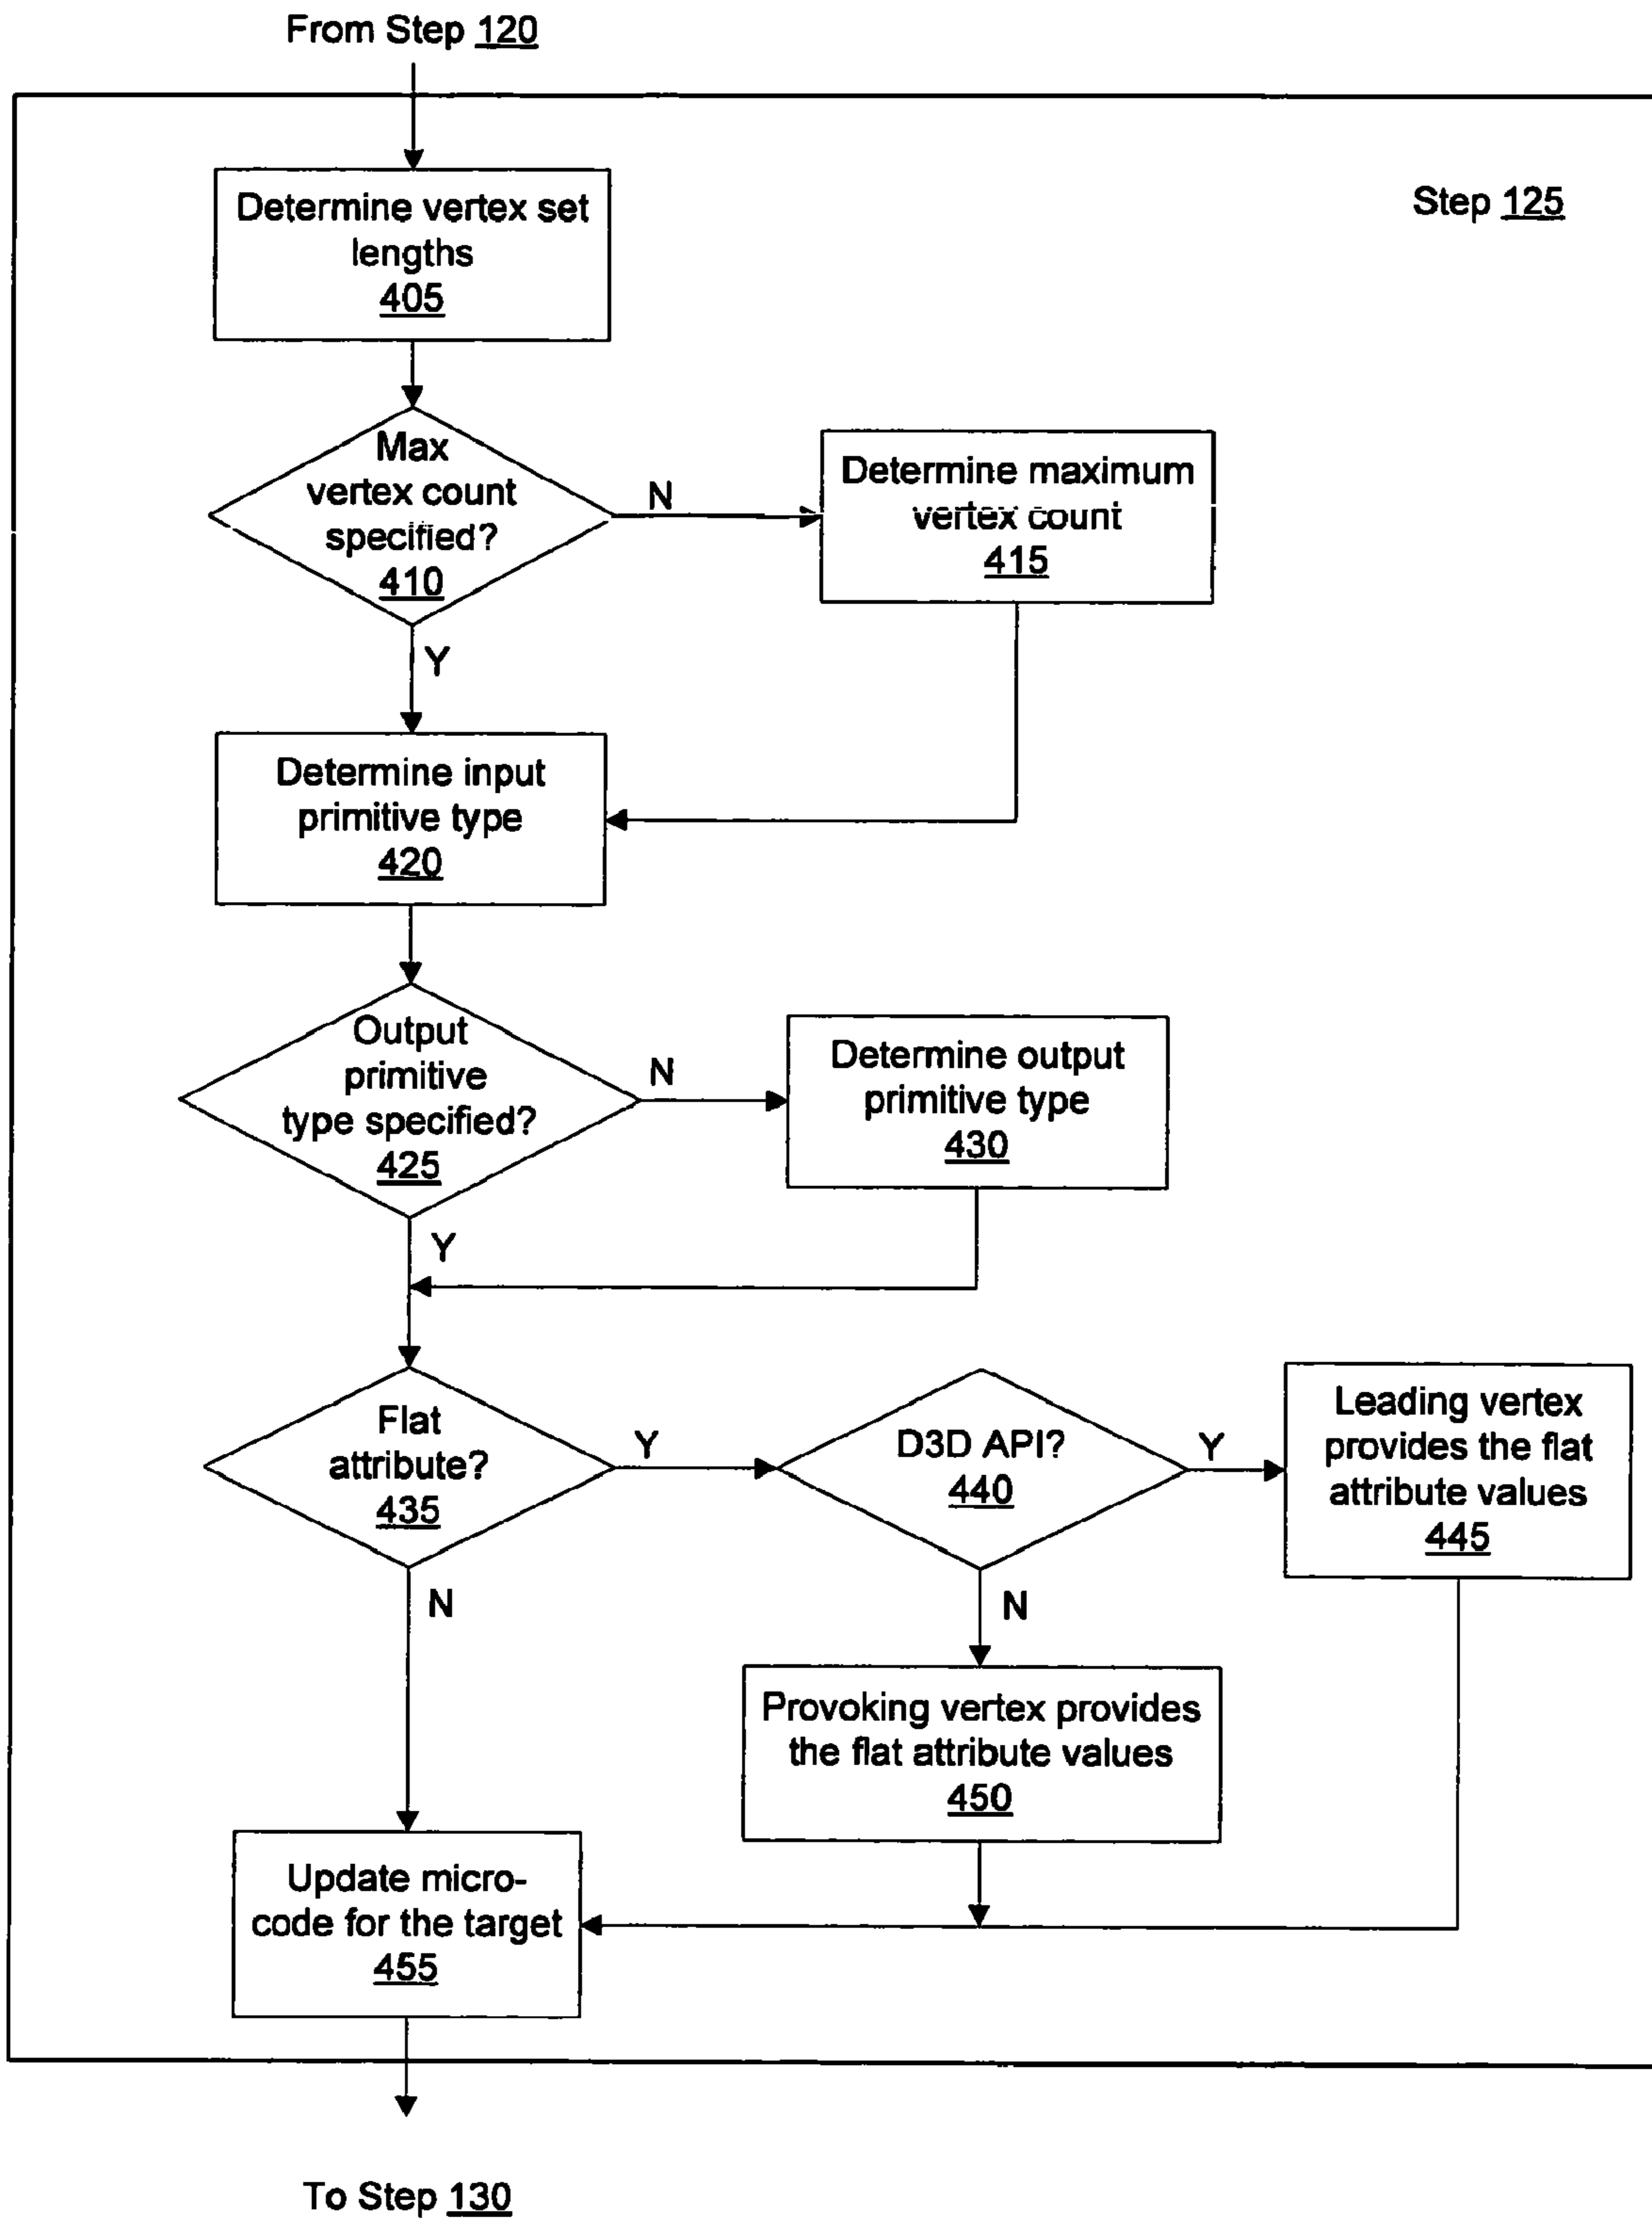 From Step 120
Step 125
Determine vertex set
lengths
405
Max
vertex count
specified?
410
N
Determine maximum
vertex count
415
Y
Determine input
primitive type
420
Output
primitive
type specified?
425
N
Determine output
primitive type
430
Y
Flat
attribute?
435
Y
D3D API?
440
Y
Leading vertex
provides the flat
attribute values
445
N
N
Provoking vertex provides
the flat attribute values
450
Update micro-
code for the target
455
To Step 130